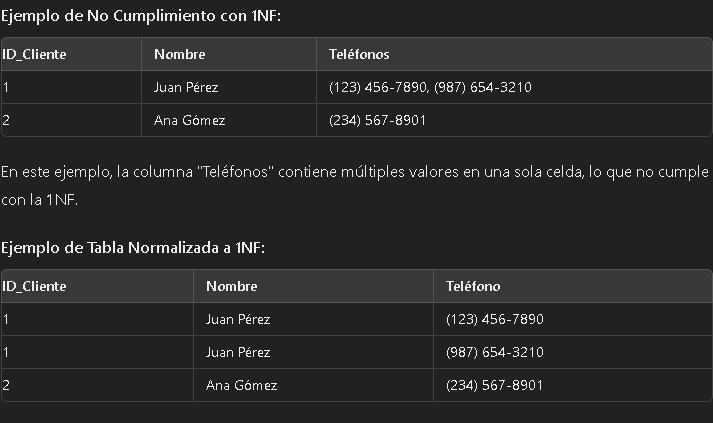 Ejemplo de No Cumplimiento con 1NF:
ID_Cliente Nombre Teléfonos
1 Juan Pérez (123) 456-7890, (987) 654-3210
2 Ana Gómez (234) 567-8901
En este ejemplo, la columna "Teléfonos" contiene múltiples valores en una sola celda, lo que no cumple
con la 1NF.
Ejemplo de Tabla Normalizada a 1NF:
ID_Cliente Nombre Teléfono
1 Juan Pérez (123) 456-7890
1 Juan Pérez (987) 654-3210
2 Ana Gómez (234) 567-8901